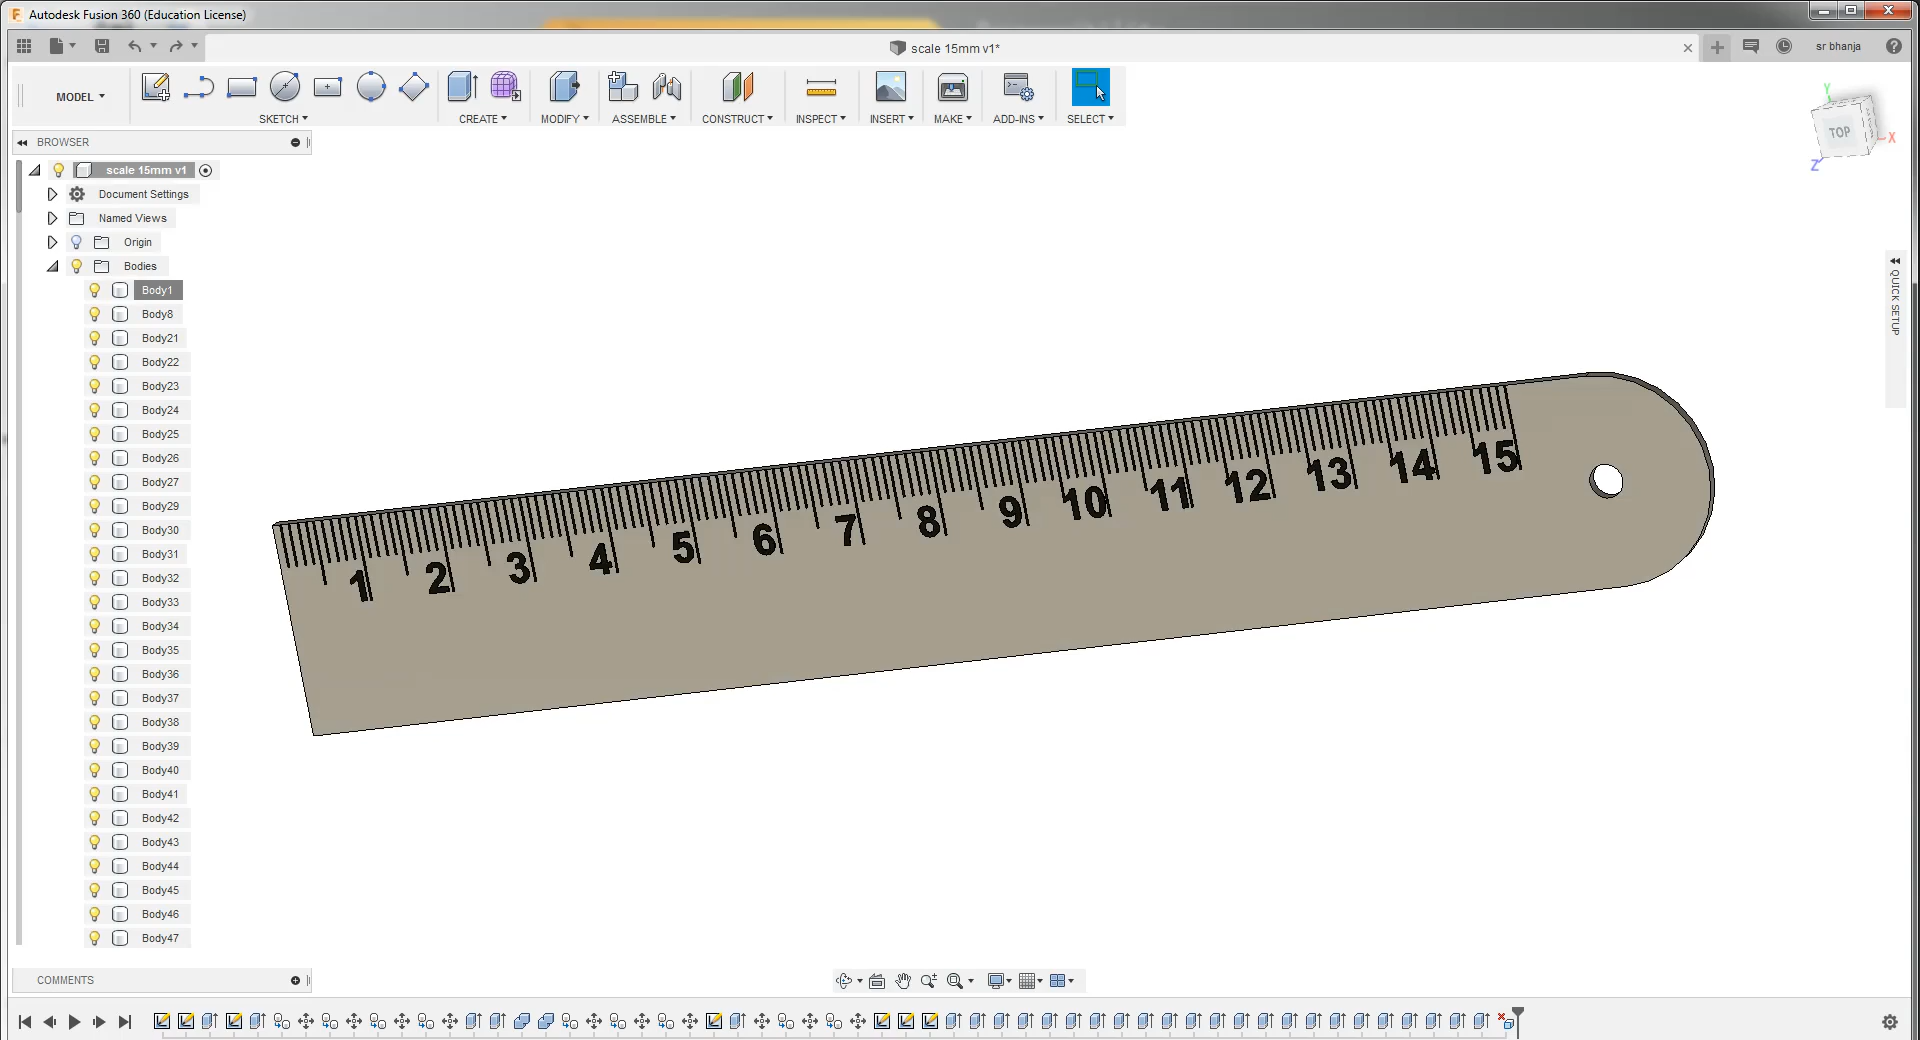 Autodesk Fusion 360 (Education License)
scale 15mm v1*
sr bhanja
MODEL
SKETCH
CREATE
MODIFY
ASSEMBLE
CONSTRUCT
INSPECT
INSERT
MAKE
ADD-INS
SELECT
BROWSER
scale 15mm v1
Document Settings
Named Views
Origin
Bodies
Body1
Body8
Body21
Body22
Body23
Body24
Body25
Body26
Body27
Body29
Body30
Body31
Body32
Body33
Body34
Body35
Body36
Body37
Body38
Body39
Body40
Body41
Body42
Body43
Body44
Body45
Body46
Body47
Y
TOP
X
Z
QUICK SETUP
1 2 3 4 5 6 7 8 9 10 11 12 13 14 15
COMMENTS